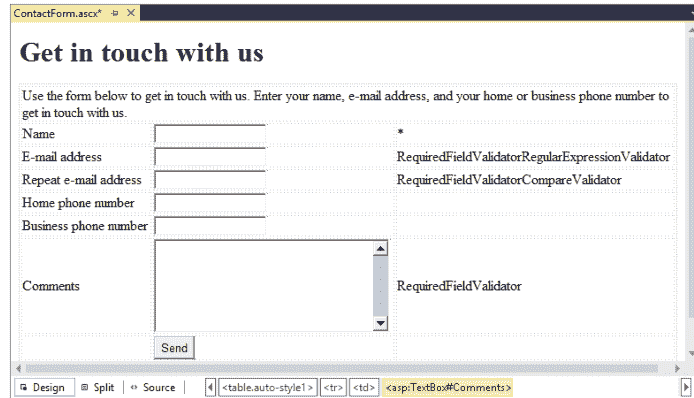 ContactForm.ascx*
Get in touch with us
Use the form below to get in touch with us. Enter your name, e-mail address, and your home or business phone number to
get in touch with us.
Name *
E-mail address RequiredFieldValidatorRegularExpressionValidator
Repeat e-mail address RequiredFieldValidatorCompareValidator
Home phone number
Business phone number
Comments RequiredFieldValidator
Send
Design Split Source <table.auto-style1> <tr> <td> <asp:TextBox#Comments>